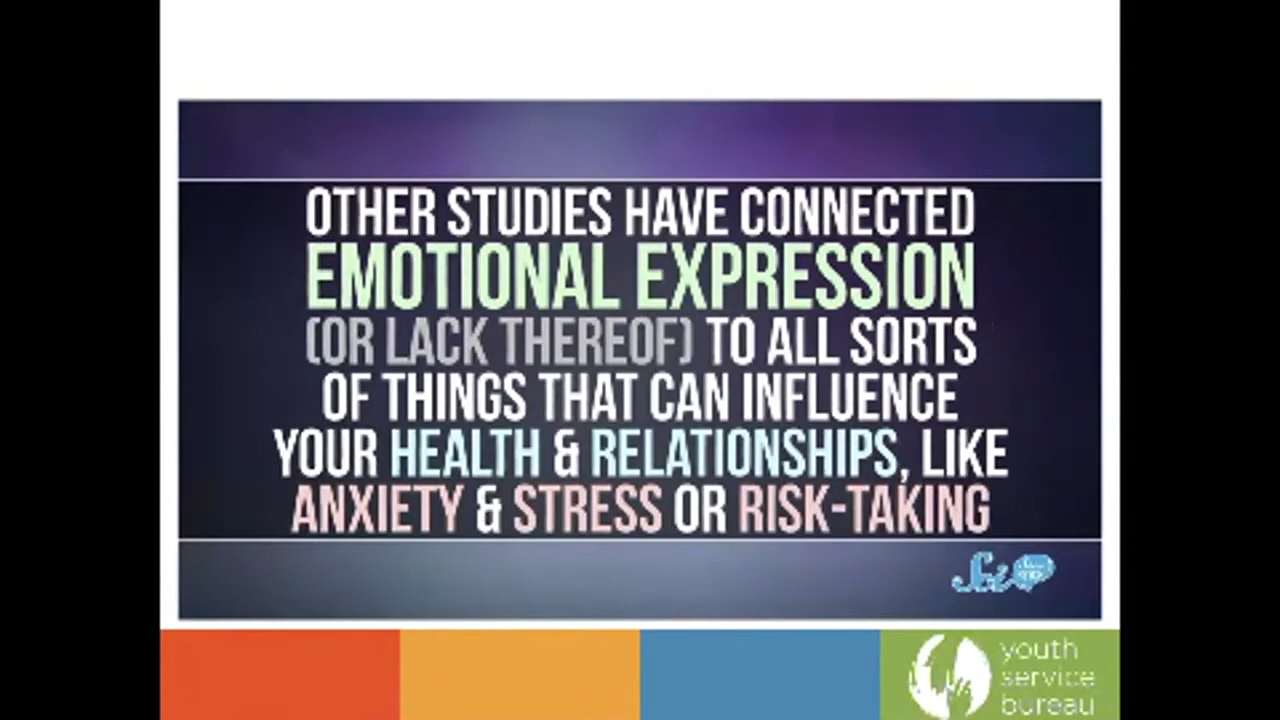 OTHER STUDIES HAVE CONNECTED
EMOTIONAL EXPRESSION
(OR LACK THEREOF) TO ALL SORTS
OF THINGS THAT CAN INFLUENCE
YOUR HEALTH & RELATIONSHIPS, LIKE
ANXIETY & STRESS OR RISK-TAKING
youth
service
bureau